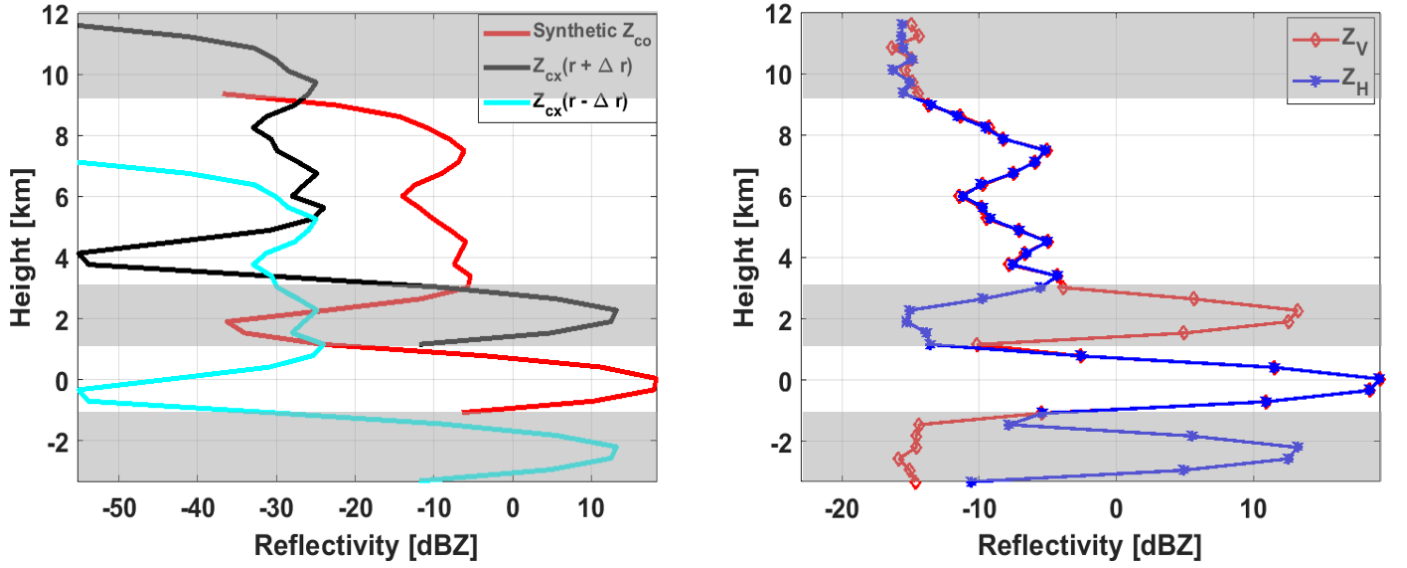 12
10
8
6
4
2
0
-2
Height [km]
-50 -40 -30 -20 -10 0 10
Reflectivity [dBZ]
Synthetic Z_co
Z_cx(r + Δ r)
Z_cx(r - Δ r)
12
10
8
6
4
2
0
-2
Height [km]
-20 -10 0 10
Reflectivity [dBZ]
Z_V
Z_H